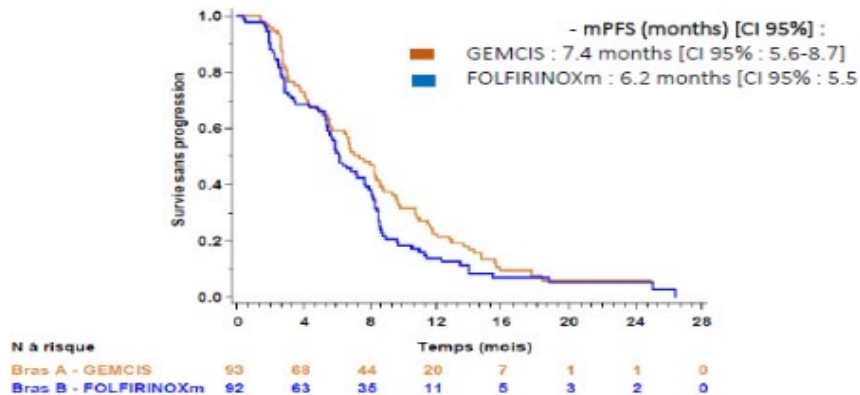 - mPFS (months) [CI 95%] :
GEMCIS : 7.4 months [CI 95% : 5.6-8.7]
FOLFIRINOXm : 6.2 months [CI 95% : 5.5
Survie sans progression
1.0
0.8
0.6
0.4
0.2
0.0
0 4 8 12 16 20 24 28
N à risque
Temps (mois)
Bras A - GEMCIS 93 68 44 20 7 1 1 0
Bras B - FOLFIRINOXm 92 63 35 11 5 3 2 0